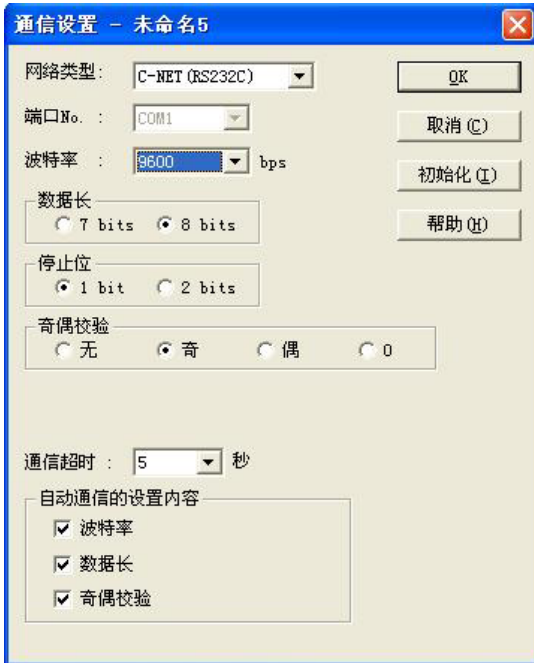 通信设置 - 未命名5
网络类型: C-NET(RS232C) OK
端口No. : COM1 取消(C)
波特率 : 9600 bps 初始化(I)
数据长 帮助(H)
7 bits 8 bits
停止位
1 bit 2 bits
奇偶校验
无 奇 偶 0
通信超时 : 5 秒
自动通信的设置内容
波特率
数据长
奇偶校验